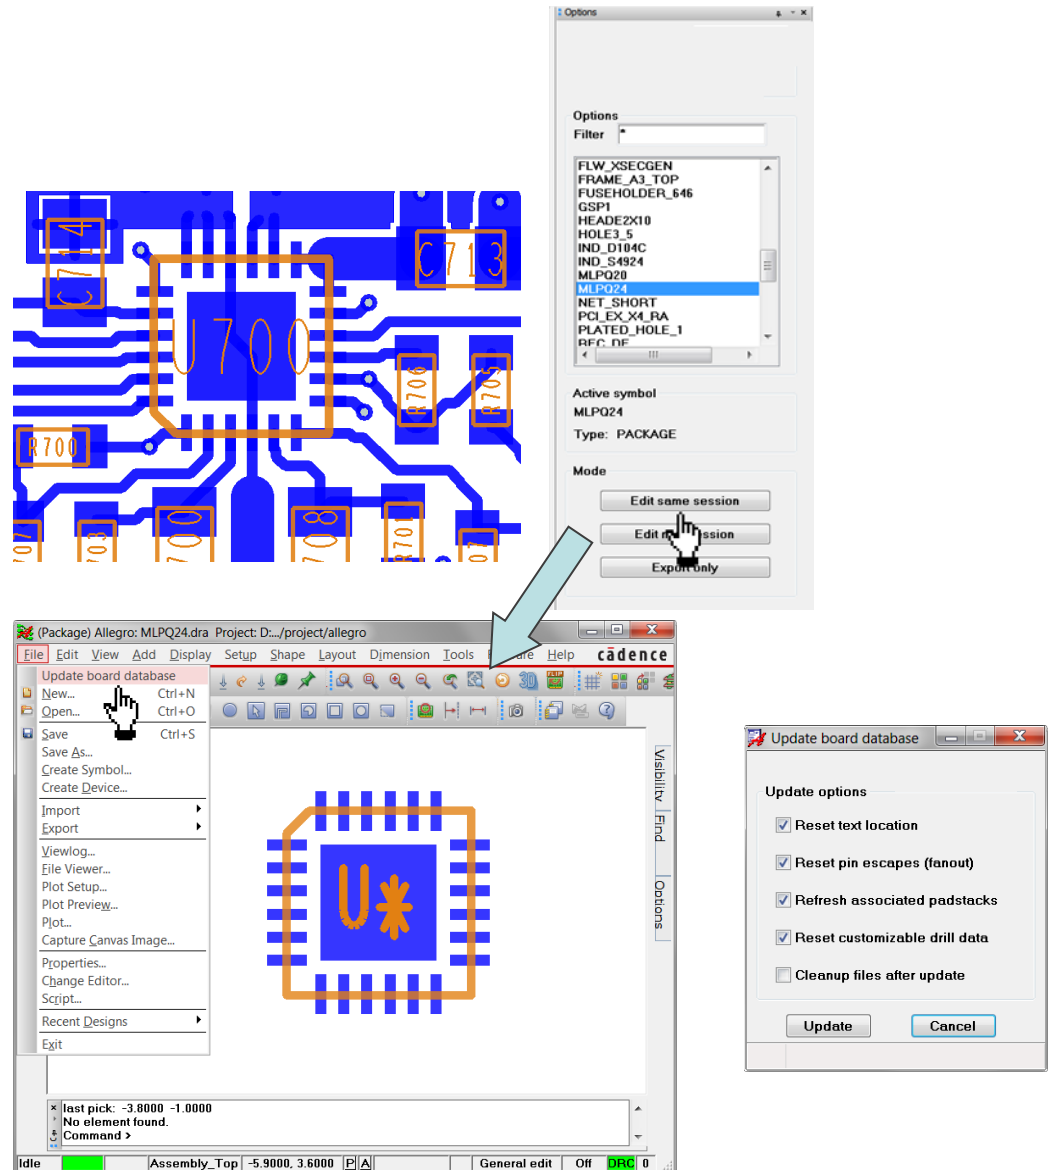 Options
Options
Filter *
FLW_XSECGEN
FRAME_A3_TOP
FUSEHOLDER_646
GSP1
HEADE2X10
HOLE3_5
IND_D104C
IND_S4924
MLPQ20
MLPQ24
NET_SHORT
PCI_EX_X4_RA
PLATED_HOLE_1
Active symbol
MLPQ24
Type: PACKAGE
Mode
Edit same session
Edit
Export only
C714
C713
U700
R706
R705
R700
R701
(Package) Allegro: MLPQ24.dra Project: D:.../project/allegro
File Edit View Add Display Setup Shape Layout Dimension Tools Help cādence
Update board database
New... Ctrl+N
Open... Ctrl+O
Save Ctrl+S
Save As...
Create Symbol...
Create Device...
Import
Export
Viewlog...
File Viewer...
Plot Setup...
Plot Preview...
Plot...
Capture Canvas Image...
Properties...
Change Editor...
Script...
Recent Designs
Exit
3D
U*
Visibility
Find
Options
last pick: -3.8000 -1.0000
No element found.
Command >
Idle Assembly_Top -5.9000, 3.6000 P A General edit Off DRC 0
Update board database
Update options
Reset text location
Reset pin escapes (fanout)
Refresh associated padstacks
Reset customizable drill data
Cleanup files after update
Update Cancel